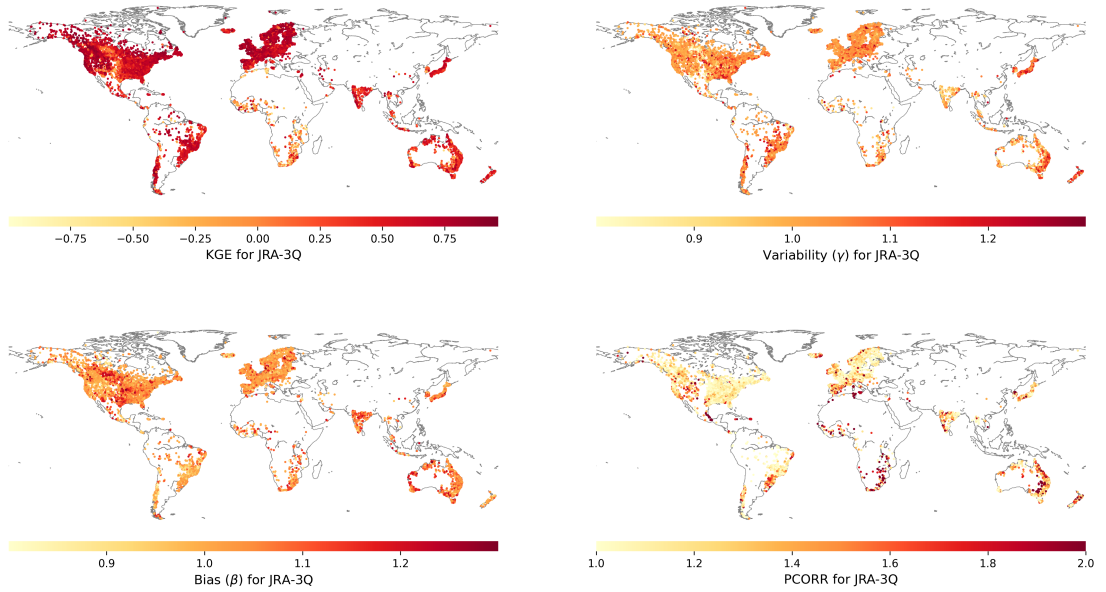 −0.75 −0.50 −0.25 0.00 0.25 0.50 0.75
KGE for JRA-3Q
0.9 1.0 1.1 1.2
Variability (γ) for JRA-3Q
0.9 1.0 1.1 1.2
Bias (β) for JRA-3Q
1.0 1.2 1.4 1.6 1.8 2.0
PCORR for JRA-3Q